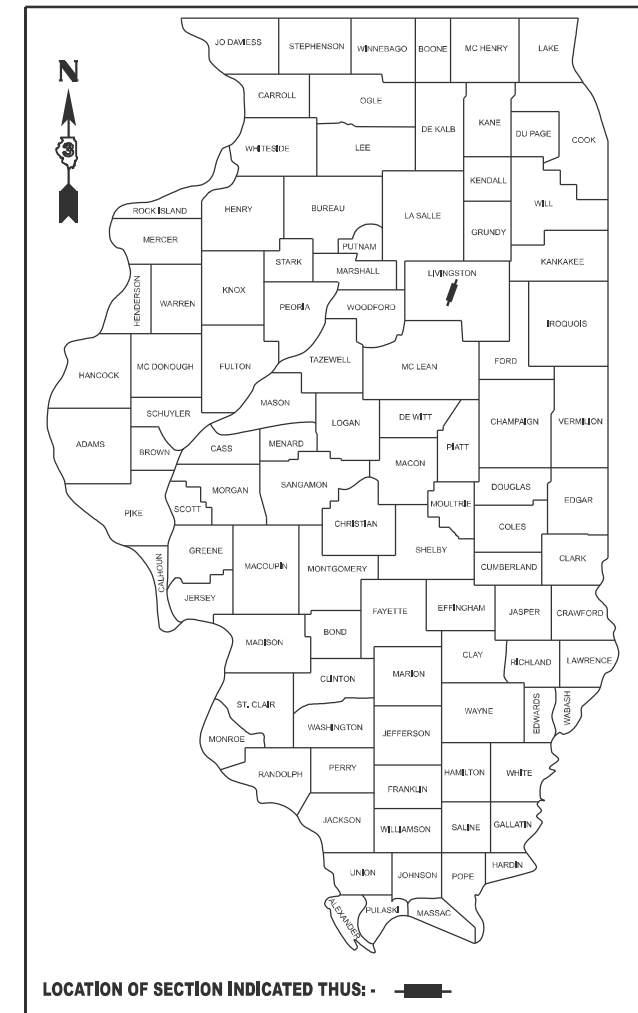 JO DAVIESS STEPHENSON WINNEBAGO BOONE MC HENRY LAKE
N
CARROLL OGLE DE KALB KANE DU PAGE COOK
3
WHITESIDE LEE
KENDALL
ROCK ISLAND HENRY BUREAU LA SALLE GRUNDY WILL
MERCER PUTNAM
HENDERSON WARREN KNOX STARK MARSHALL LIVINGSTON KANKAKEE
PEORIA WOODFORD IROQUOIS
HANCOCK MC DONOUGH FULTON TAZEWELL MC LEAN FORD
SCHUYLER MASON LOGAN DE WITT CHAMPAIGN VERMILION
ADAMS BROWN CASS MENARD MACON PIATT
PIKE SCOTT MORGAN SANGAMON CHRISTIAN MOULTRIE DOUGLAS EDGAR
COLES
CALHOUN GREENE MACOUPIN MONTGOMERY SHELBY CUMBERLAND CLARK
JERSEY FAYETTE EFFINGHAM JASPER CRAWFORD
MADISON BOND CLAY RICHLAND LAWRENCE
CLINTON MARION
ST. CLAIR WASHINGTON JEFFERSON WAYNE EDWARDS WABASH
MONROE
RANDOLPH PERRY FRANKLIN HAMILTON WHITE
JACKSON WILLIAMSON SALINE GALLATIN
UNION JOHNSON POPE HARDIN
ALEXANDER PULASKI MASSAC
LOCATION OF SECTION INDICATED THUS: -